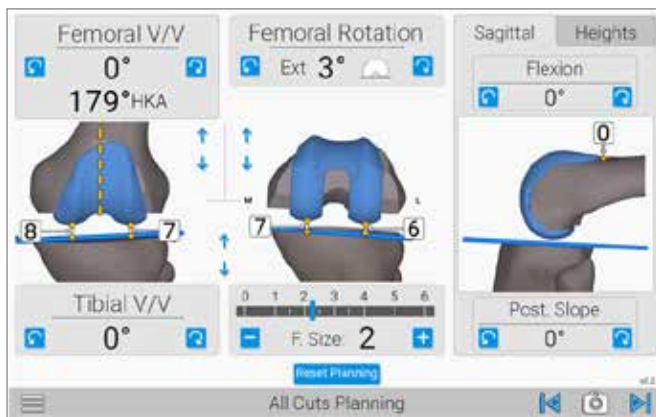 Femoral V/V
0°
179°HKA
Femoral Rotation
Ext 3°
Sagittal
Heights
Flexion
0°
0
M
L
8
7
7
6
Tibial V/V
0°
0 1 2 3 4 5 6
F. Size: 2
Post. Slope
0°
Reset Planning
All Cuts Planning